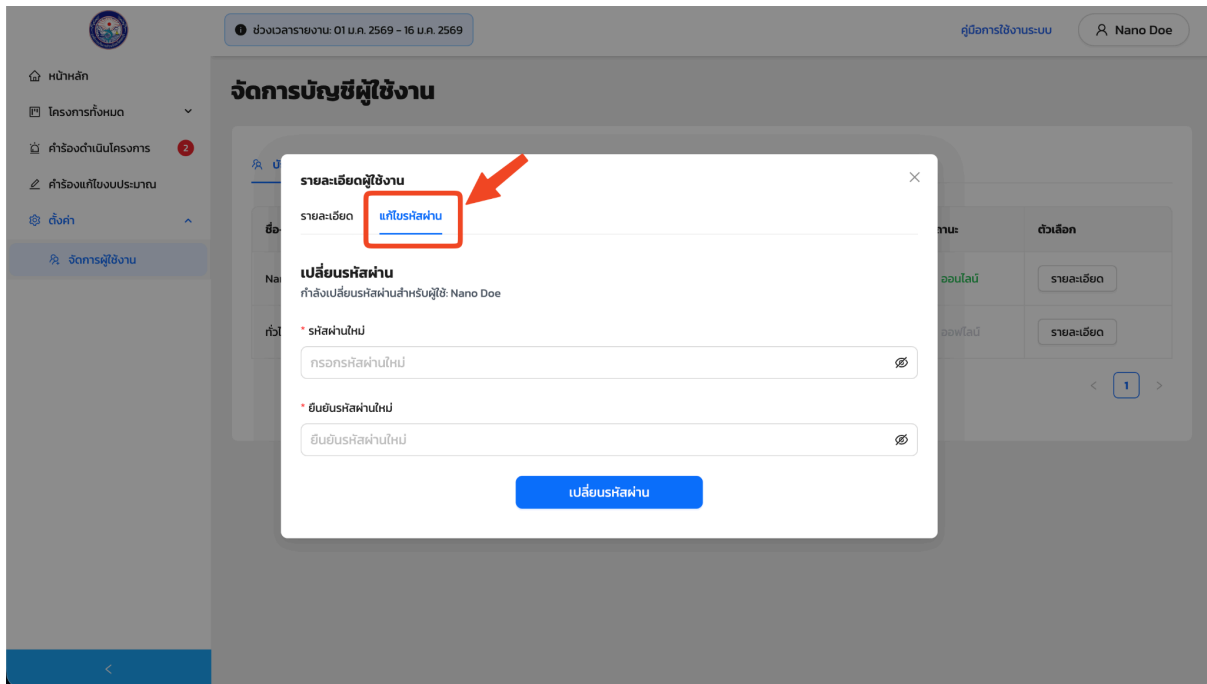 ช่วงเวลารายงาน: 01 ม.ค. 2569 - 16 ม.ค. 2569
คู่มือการใช้งานระบบ
Nano Doe
หน้าหลัก
โครงการทั้งหมด
คำร้องดำเนินโครงการ 2
คำร้องแก้ไขงบประมาณ
ตั้งค่า
จัดการผู้ใช้งาน
จัดการบัญชีผู้ใช้งาน
รายละเอียดผู้ใช้งาน
รายละเอียด แก้ไขรหัสผ่าน
เปลี่ยนรหัสผ่าน
กำลังเปลี่ยนรหัสผ่านสำหรับผู้ใช้: Nano Doe
* รหัสผ่านใหม่
กรอกรหัสผ่านใหม่
* ยืนยันรหัสผ่านใหม่
ยืนยันรหัสผ่านใหม่
เปลี่ยนรหัสผ่าน
ตัวเลือก
ออนไลน์ รายละเอียด
ออฟไลน์ รายละเอียด
< 1 >